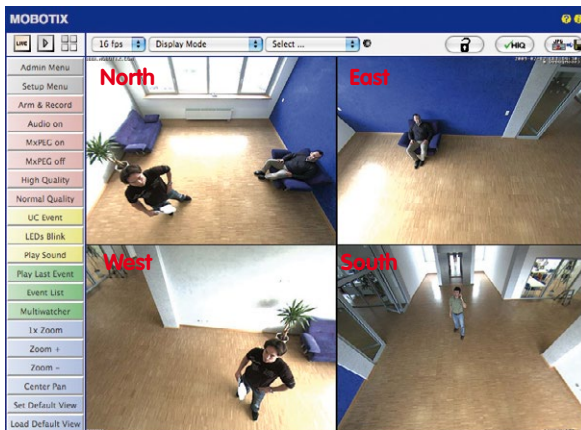 MOBOTIX
LIVE
16 fps
Display Mode
Select ...
HIQ
Admin Menu
Setup Menu
Arm & Record
Audio on
MxPEG on
MxPEG off
High Quality
Normal Quality
UC Event
LEDs Blink
Play Sound
Play Last Event
Event List
Multiwatcher
1x Zoom
Zoom +
Zoom −
Center Pan
Set Default View
Load Default View
North
East
West
South